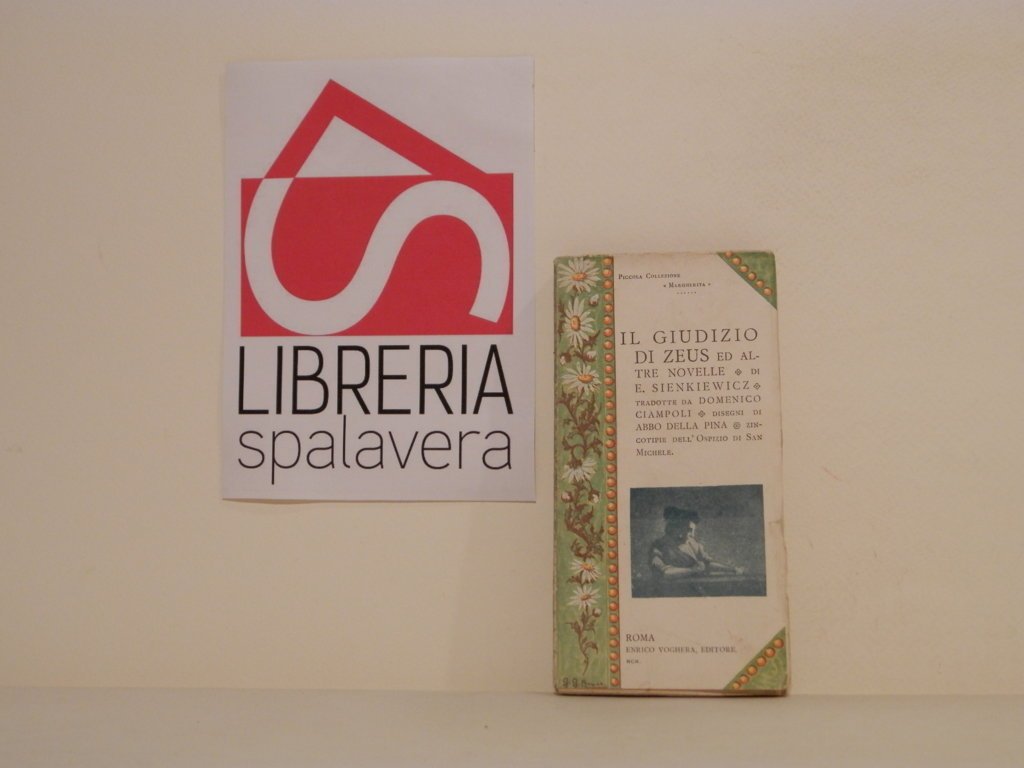 LIBRERIA
spalavera
Piccola Collezione
« Margherita »
IL GIUDIZIO
DI ZEUS ED AL-
TRE NOVELLE ❖ DI
E. SIENKIEWICZ ❖
TRADOTTE DA DOMENICO
CIAMPOLI ❖ DISEGNI DI
ABBO DELLA PINA ❖ ZIN-
COTIPIE DELL'OSPIZIO DI SAN
MICHELE.
ROMA
ENRICO VOGHERA, EDITORE,